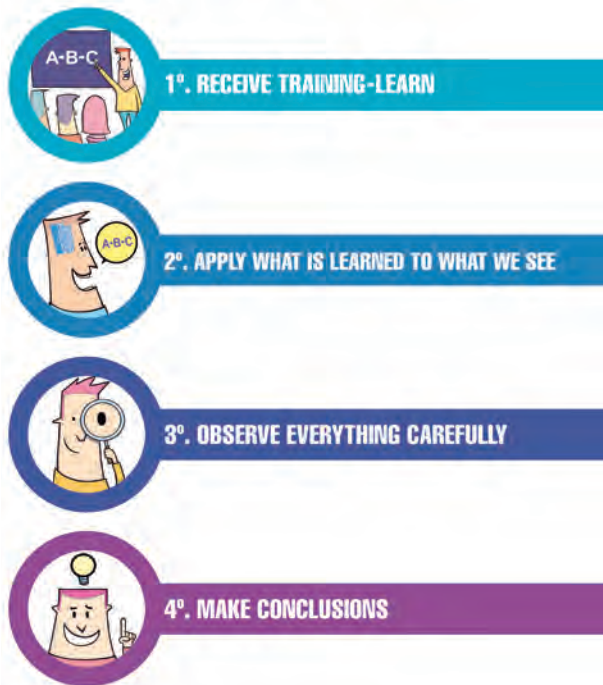 A-B-C
1º. RECEIVE TRAINING-LEARN
A-B-C
2º. APPLY WHAT IS LEARNED TO WHAT WE SEE
3º. OBSERVE EVERYTHING CAREFULLY
4º. MAKE CONCLUSIONS